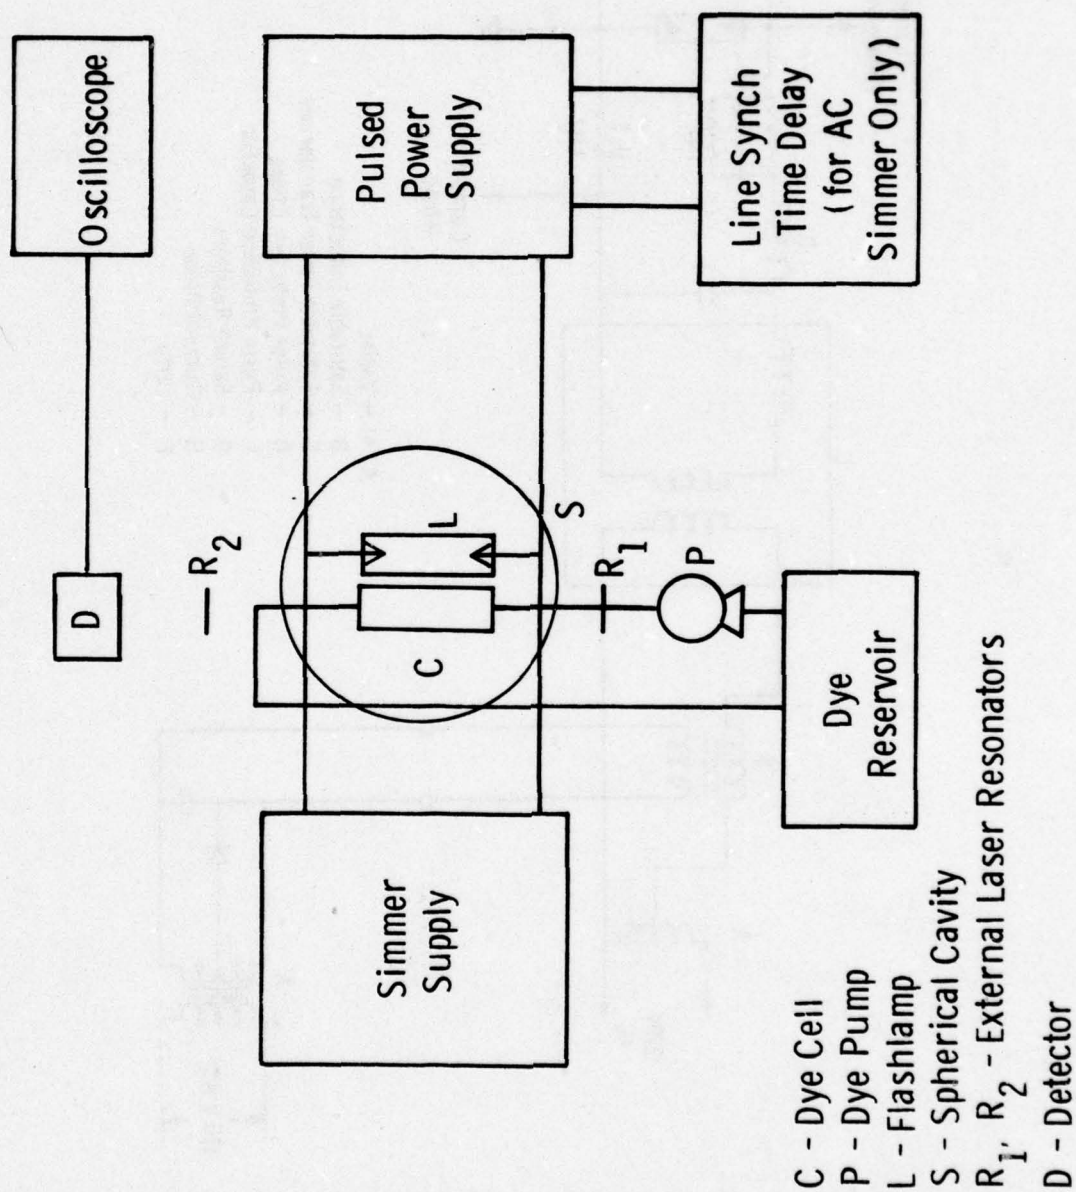 Oscilloscope
Pulsed
Power
Supply
Line Synch
Time Delay
(for AC
Simmer Only)
D
R2
L
S
C
R1
P
Simmer
Supply
Dye
Reservoir
C - Dye Cell
P - Dye Pump
L - Flashlamp
S - Spherical Cavity
R1, R2 - External Laser Resonators
D - Detector